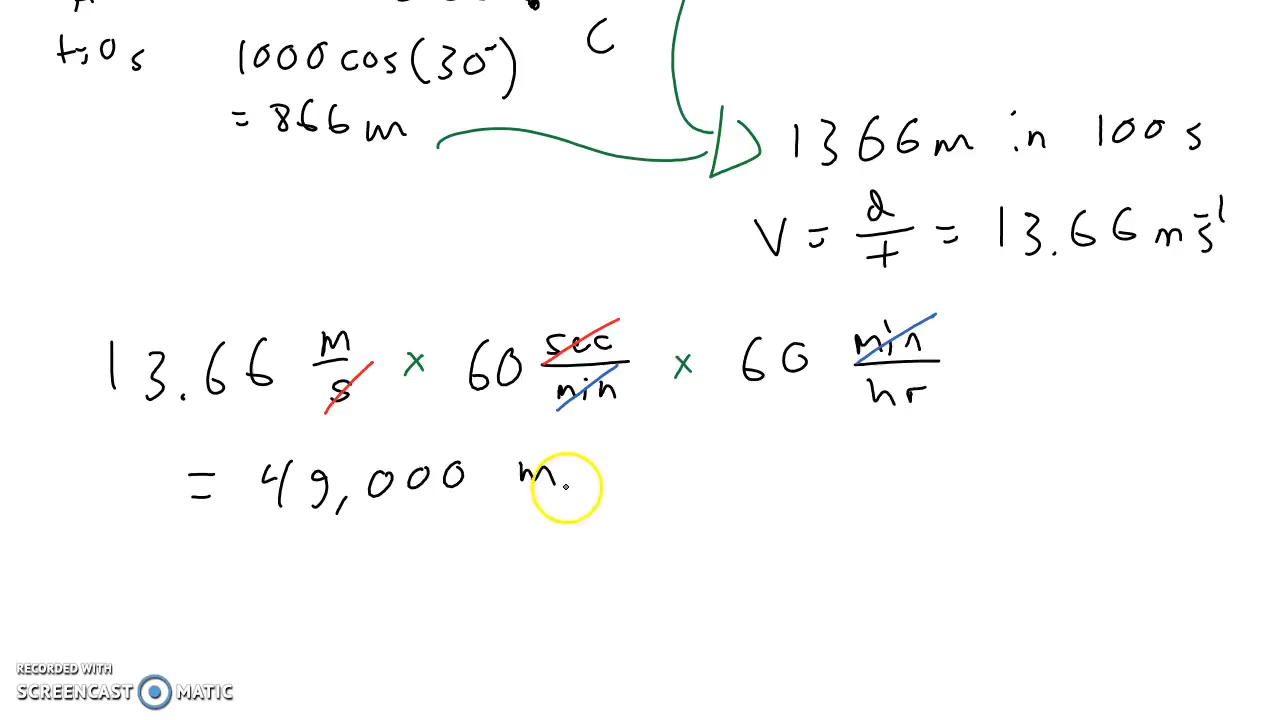 t=0s 1000 cos(30°) C
= 866 m
1366 m in 100 s
V = d/t = 13.66 ms⁻¹
13.66 m/s × 60 sec/min × 60 min/hr
= 49,000 m
RECORDED WITH
SCREENCAST MATIC